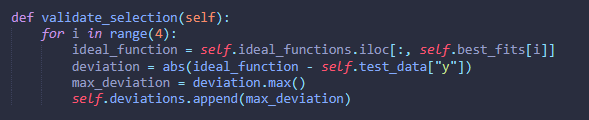 def validate_selection(self):
    for i in range(4):
        ideal_function = self.ideal_functions.iloc[:, self.best_fits[i]]
        deviation = abs(ideal_function - self.test_data["y"])
        max_deviation = deviation.max()
        self.deviations.append(max_deviation)